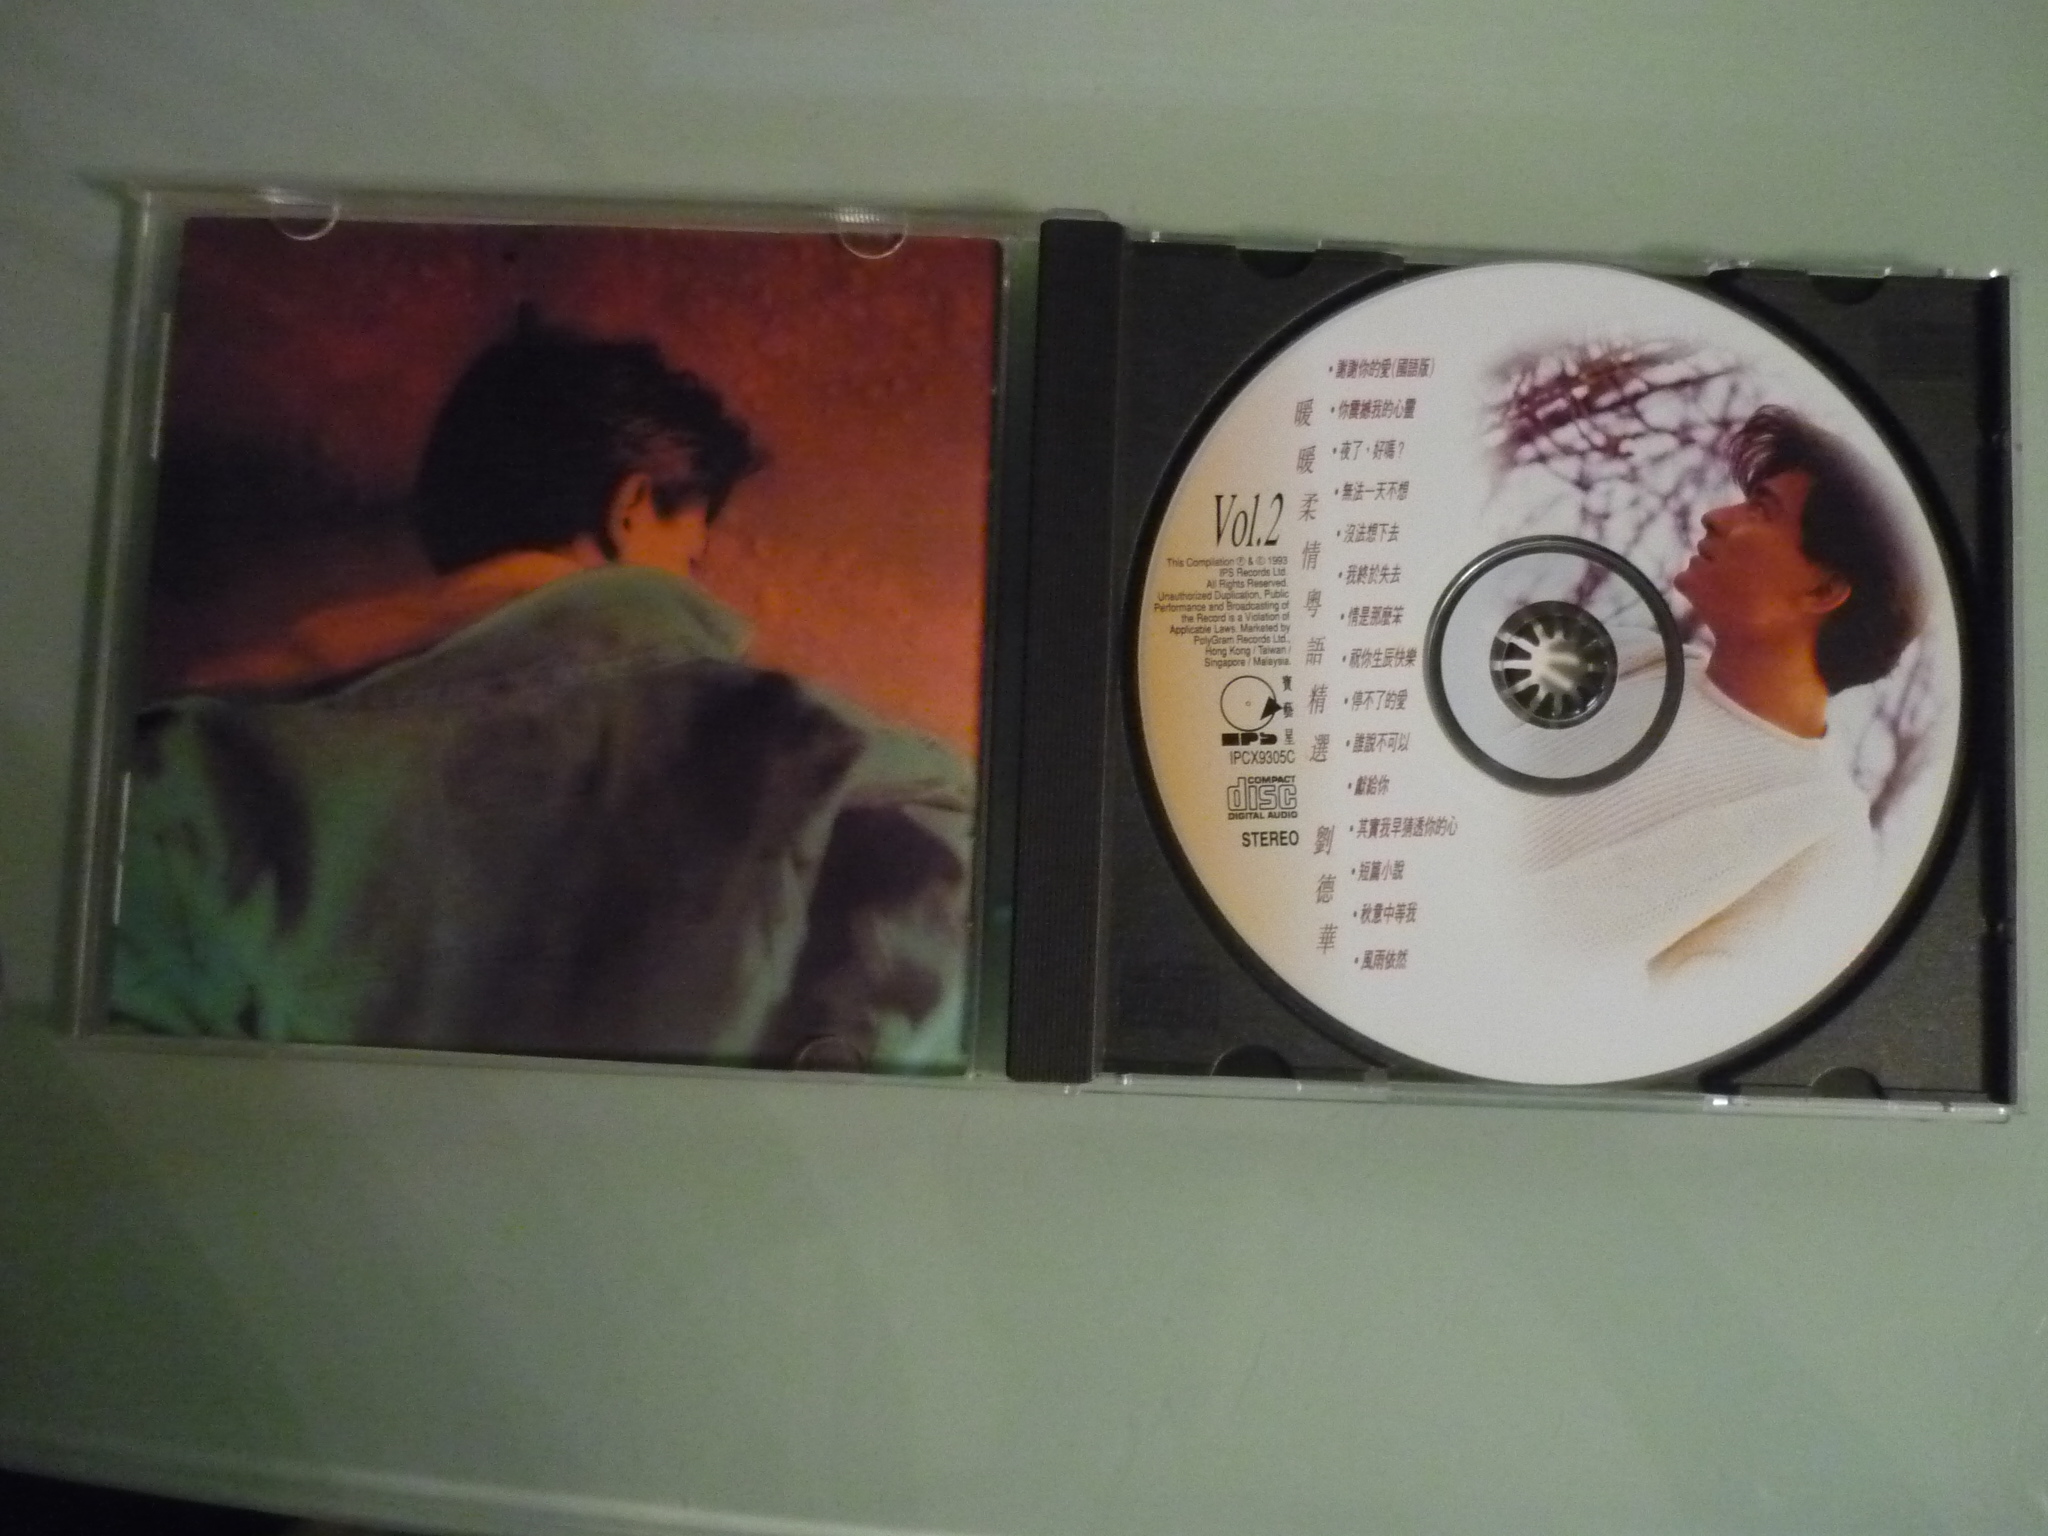 • 謝謝你的愛(國語版)
• 你震撼我的心靈
• 夜了，好嗎？
• 無法一天不想
• 沒法想下去
• 我終於失去
• 情是那麼笨
• 祝你生辰快樂
• 停不了的愛
• 誰說不可以
• 獻給你
• 其實我早猜透你的心
• 短篇小說
• 秋意中等我
• 風雨依然
暖暖柔情粵語精選 劉德華
Vol.2
This Compilation Ⓟ & © 1993
IPS Records Ltd.
All Rights Reserved.
Unauthorized Duplication, Public
Performance and Broadcasting of
the Record is a Violation of
Applicable Laws. Marketed by
PolyGram Records Ltd.,
Hong Kong / Taiwan /
Singapore / Malaysia.
寶藝星
IPS
IPCX9305C
COMPACT
disc
DIGITAL AUDIO
STEREO